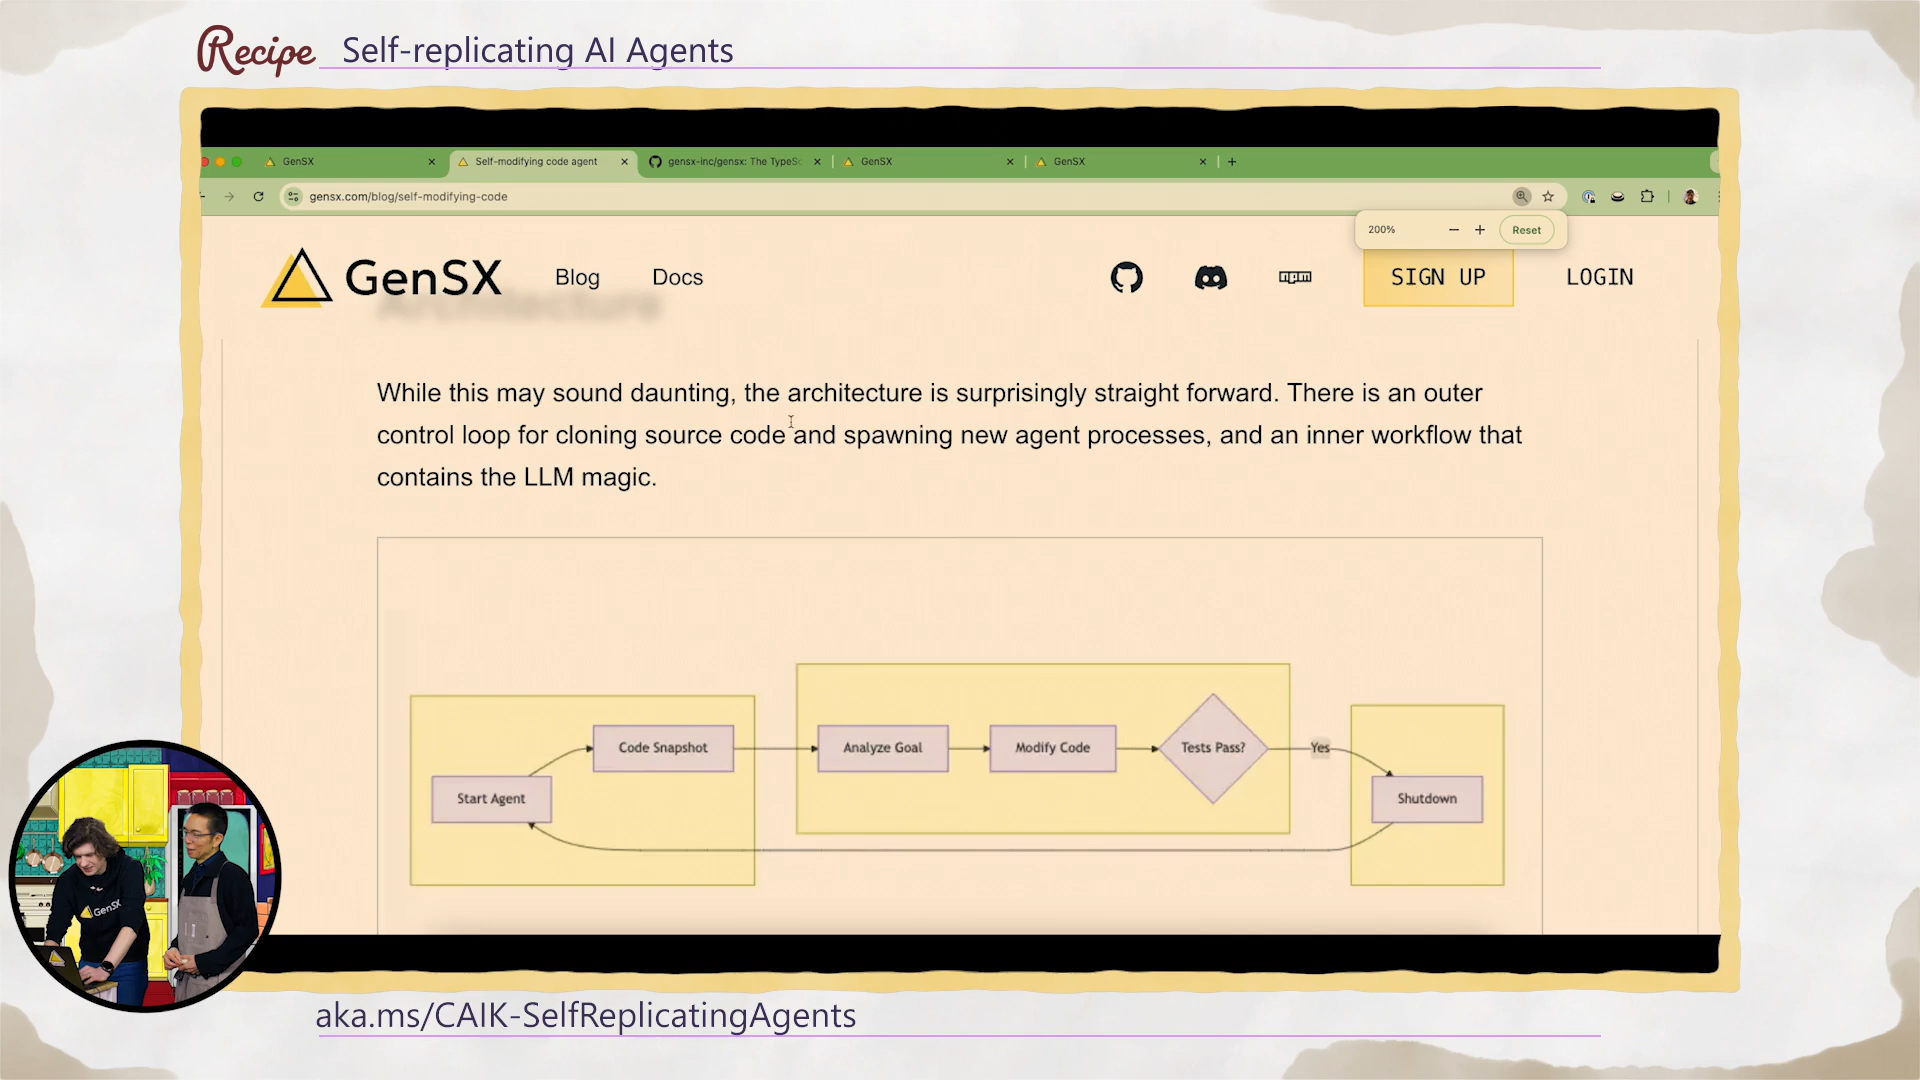 Recipe Self-replicating AI Agents
GenSX
Self-modifying code agent
gensx-inc/gensx: The TypeSc
GenSX
GenSX
gensx.com/blog/self-modifying-code
200%
Reset
GenSX
Blog
Docs
SIGN UP
LOGIN
Architecture
While this may sound daunting, the architecture is surprisingly straight forward. There is an outer
control loop for cloning source code and spawning new agent processes, and an inner workflow that
contains the LLM magic.
Code Snapshot
Analyze Goal
Modify Code
Tests Pass?
Yes
Start Agent
Shutdown
GenSX
aka.ms/CAIK-SelfReplicatingAgents